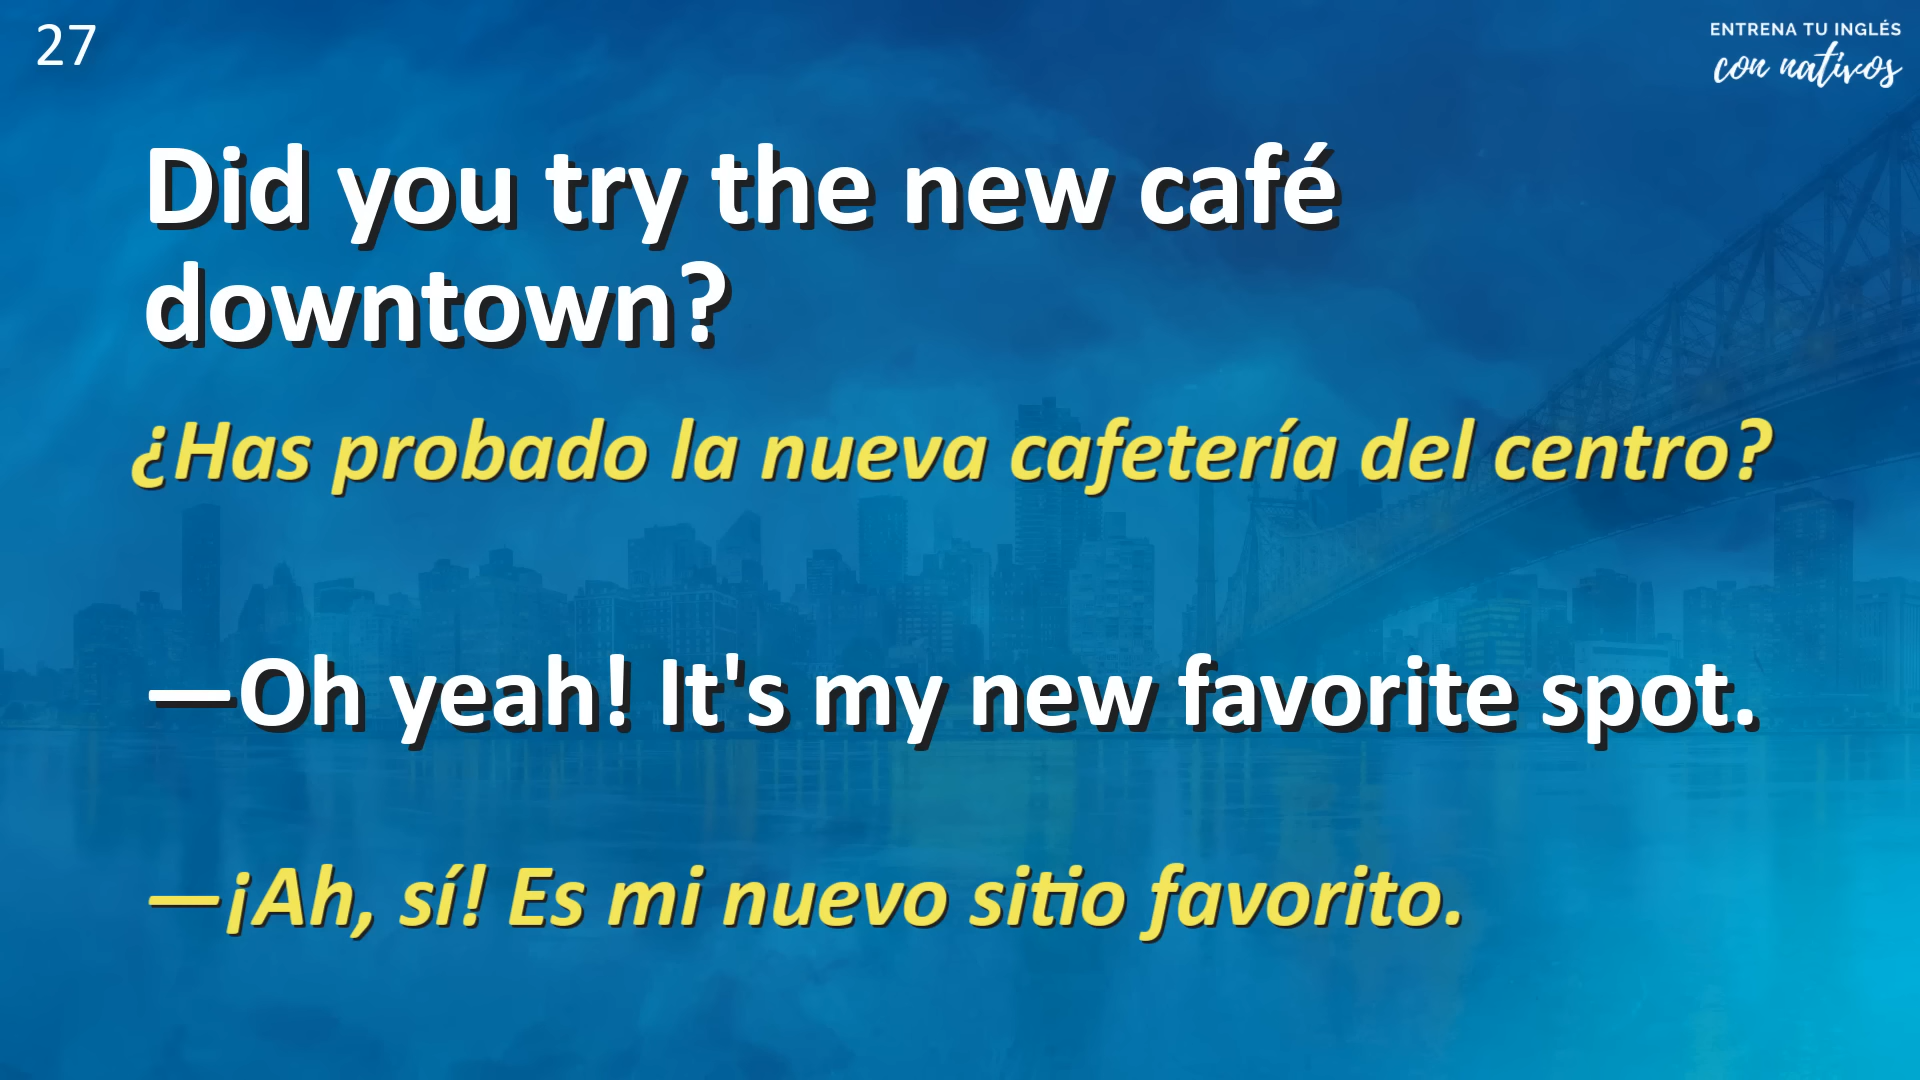 27
ENTRENA TU INGLÉS
con nativos
Did you try the new café
downtown?
¿Has probado la nueva cafetería del centro?
—Oh yeah! It's my new favorite spot.
—¡Ah, sí! Es mi nuevo sitio favorito.